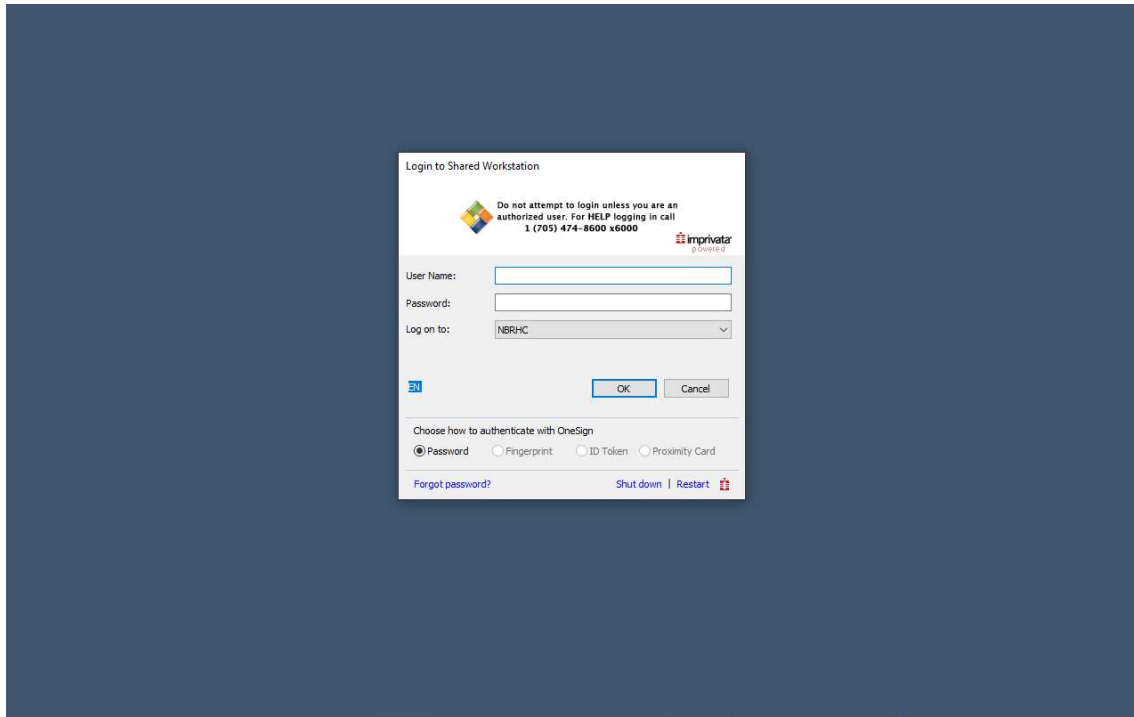 Login to Shared Workstation
Do not attempt to login unless you are an
authorized user. For HELP logging in call
1 (705) 474-8600 x6000
imprivata
powered
User Name:
Password:
Log on to: NBRHC
EN OK Cancel
Choose how to authenticate with OneSign
Password Fingerprint ID Token Proximity Card
Forgot password? Shut down | Restart